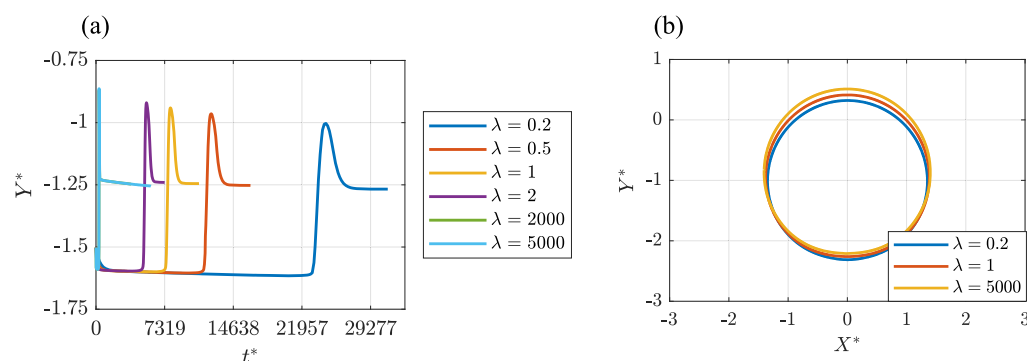 (a)
-0.75
-1
-1.25
-1.5
-1.75
Y*
0 7319 14638 21957 29277
t*
λ = 0.2
λ = 0.5
λ = 1
λ = 2
λ = 2000
λ = 5000
(b)
1
0
-1
-2
-3
Y*
-3 -2 -1 0 1 2 3
X*
λ = 0.2
λ = 1
λ = 5000